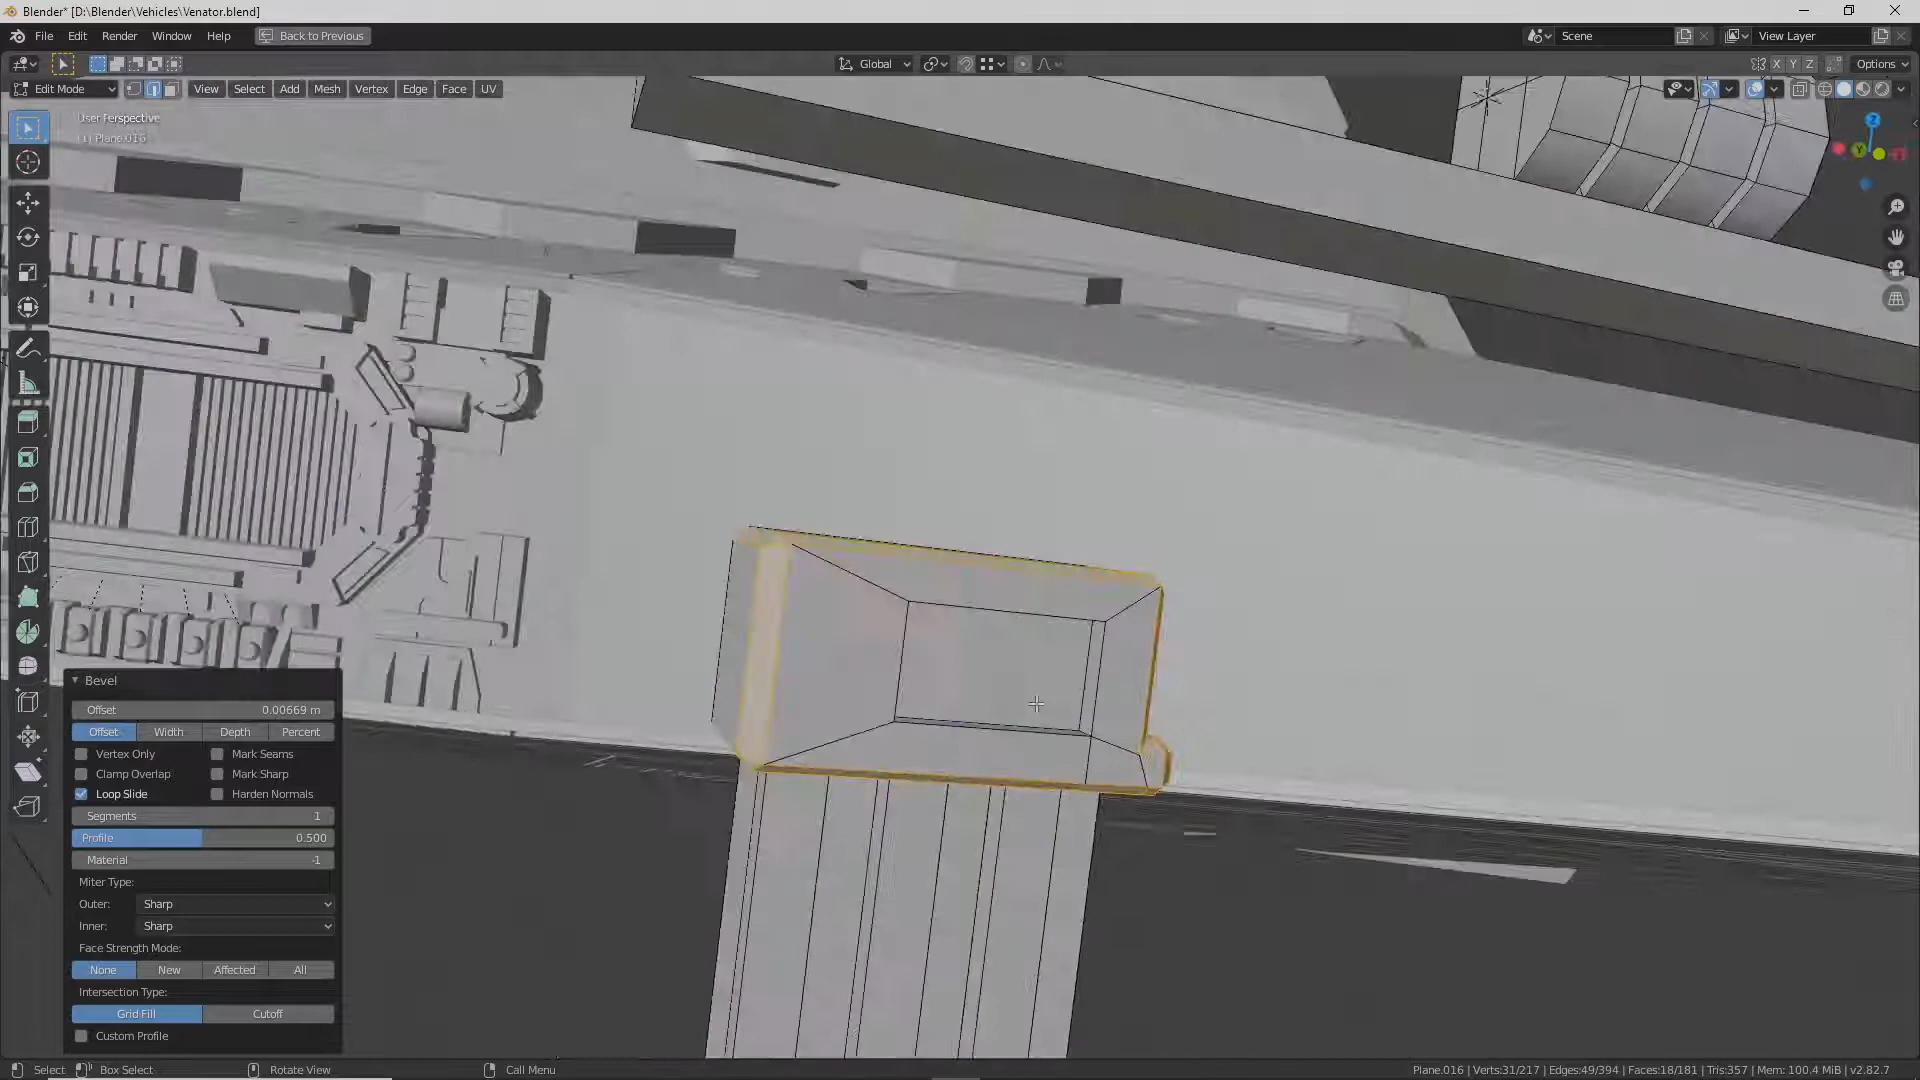 Blender* [D:\Blender\Vehicles\Venator.blend]
File Edit Render Window Help Back to Previous Scene View Layer
Global X Y Z Options
Edit Mode View Select Add Mesh Vertex Edge Face UV
User Perspective
(1) Plane.016
Z
Y
Bevel
Offset 0.00669 m
Offset Width Depth Percent
Vertex Only Mark Seams
Clamp Overlap Mark Sharp
Loop Slide Harden Normals
Segments 1
Profile 0.500
Material -1
Miter Type:
Outer: Sharp
Inner: Sharp
Face Strength Mode:
None New Affected All
Intersection Type:
Grid Fill Cutoff
Custom Profile
Select Box Select Rotate View Call Menu Plane.016 | Verts:31/217 | Edges:49/394 | Faces:18/181 | Tris:357 | Mem: 100.4 MiB | v2.82.7